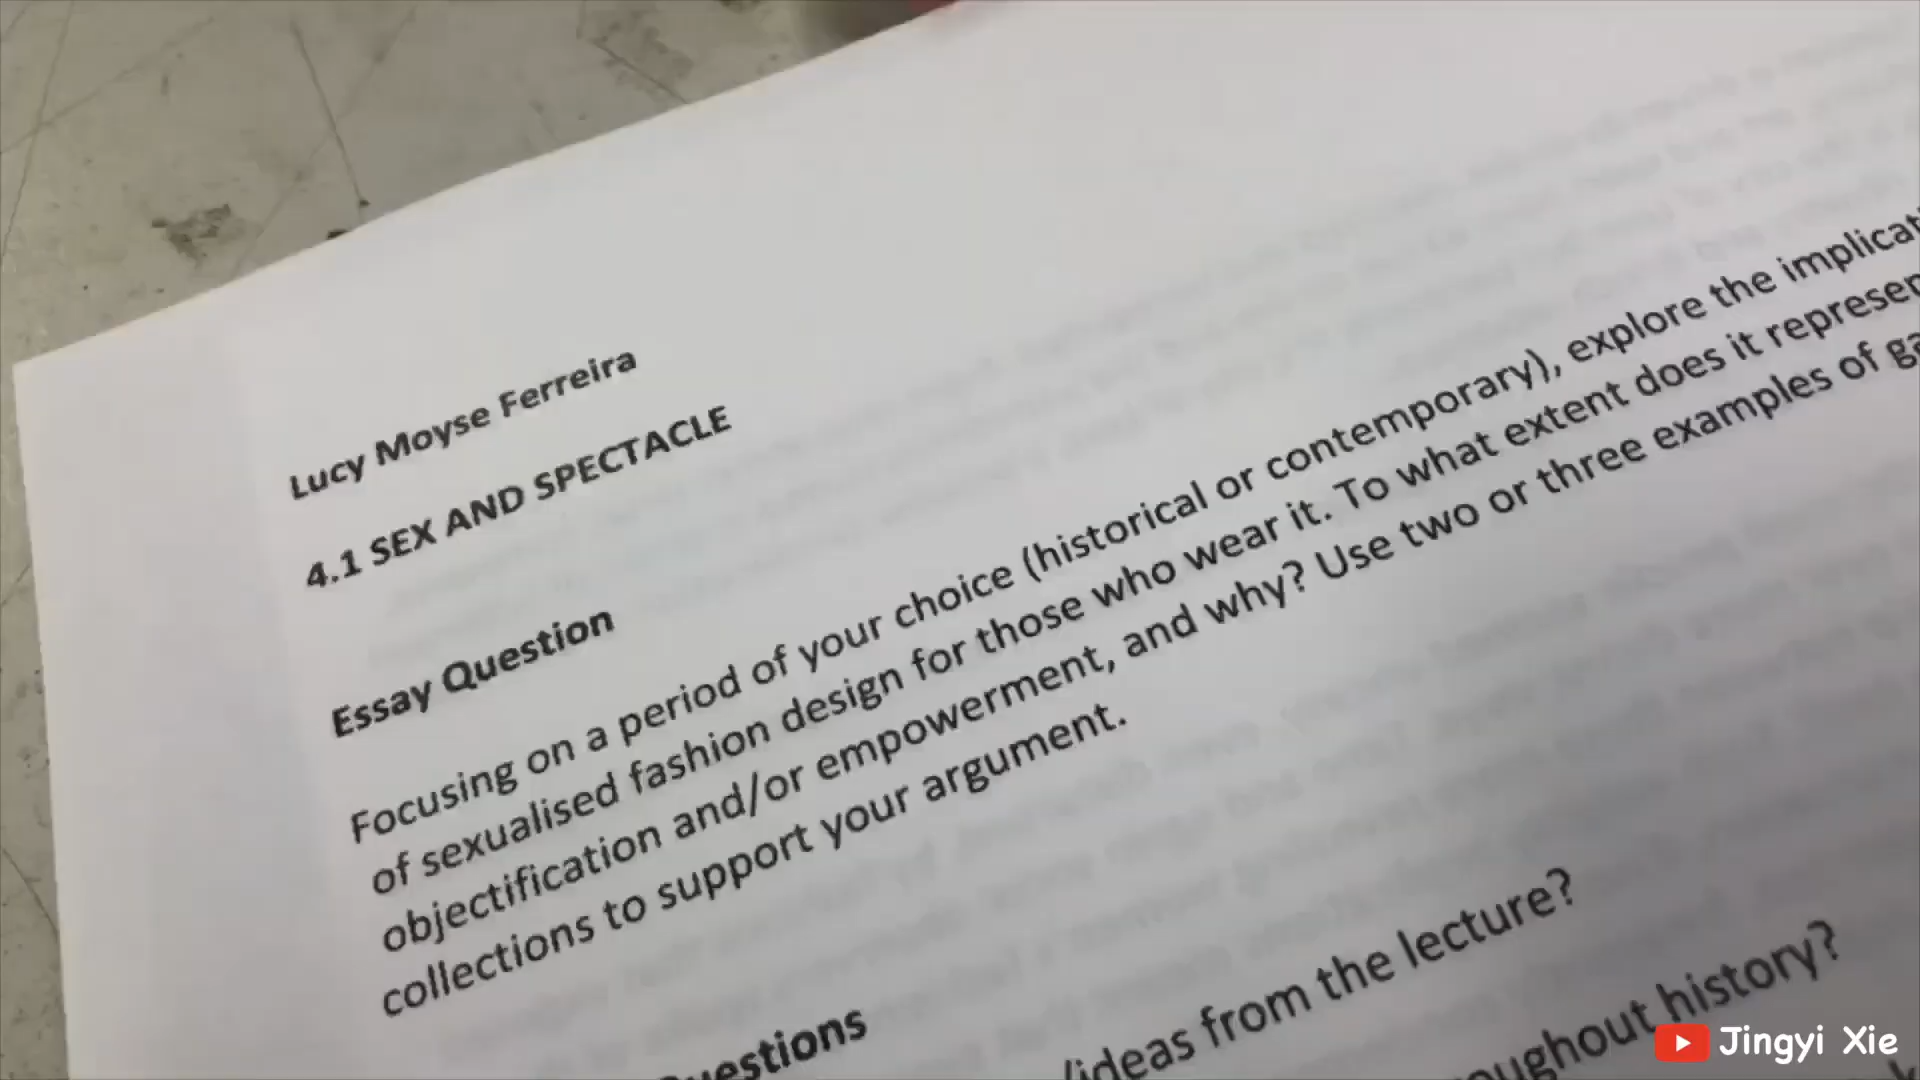 Lucy Moyse Ferreira
4.1 SEX AND SPECTACLE
Essay Question
Focusing on a period of your choice (historical or contemporary), explore the implicat
of sexualised fashion design for those who wear it. To what extent does it represen
objectification and/or empowerment, and why? Use two or three examples of ga
collections to support your argument.
uestions
/ideas from the lecture?
oughout history?
Jingyi Xie